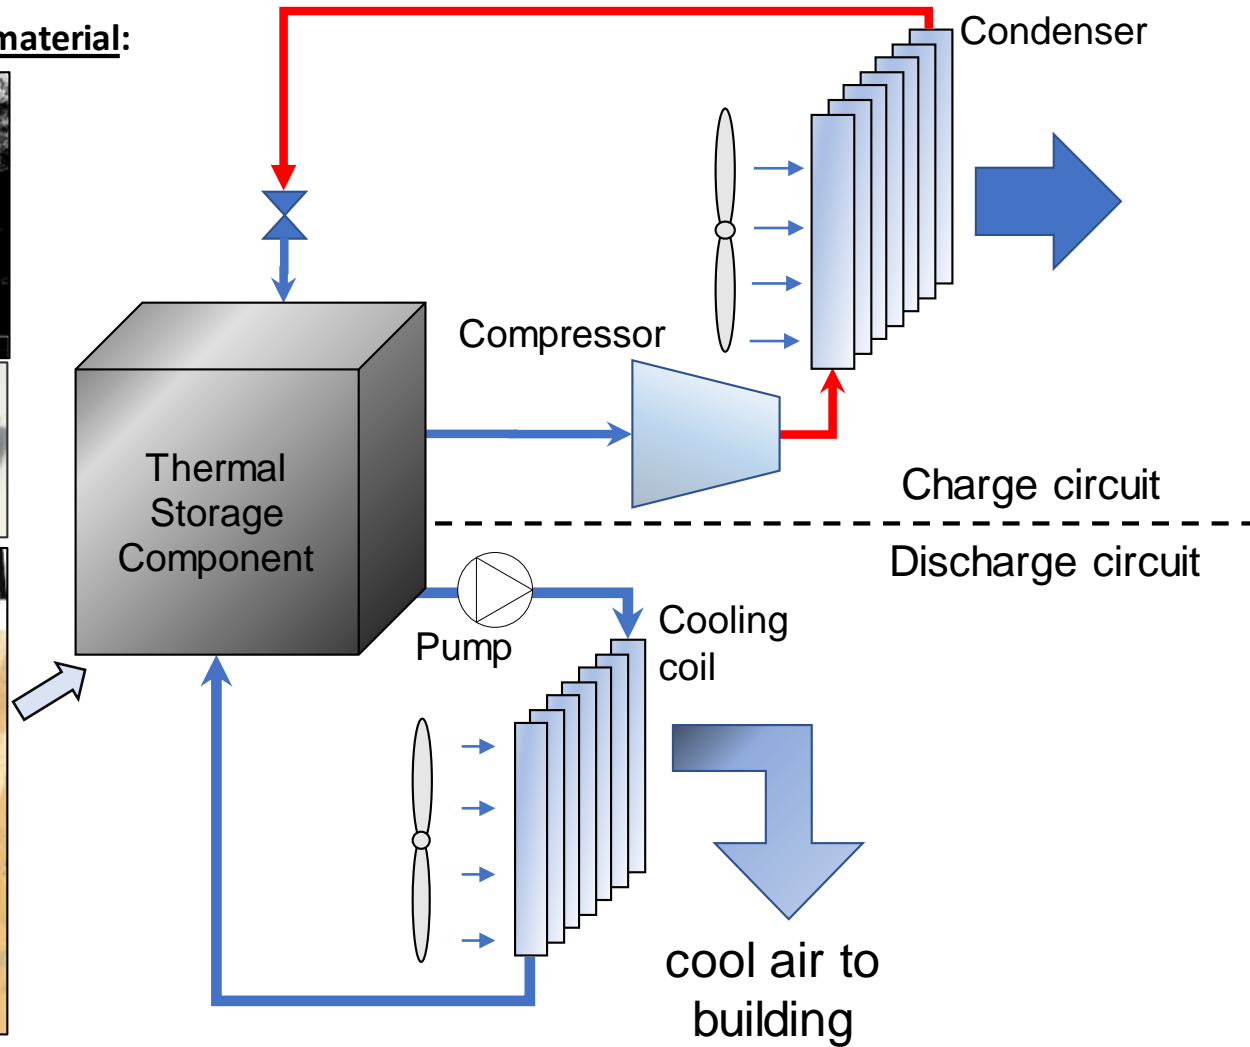 material:
Condenser
Compressor
Thermal
Storage
Component
Charge circuit
Discharge circuit
Pump
Cooling
coil
cool air to
building